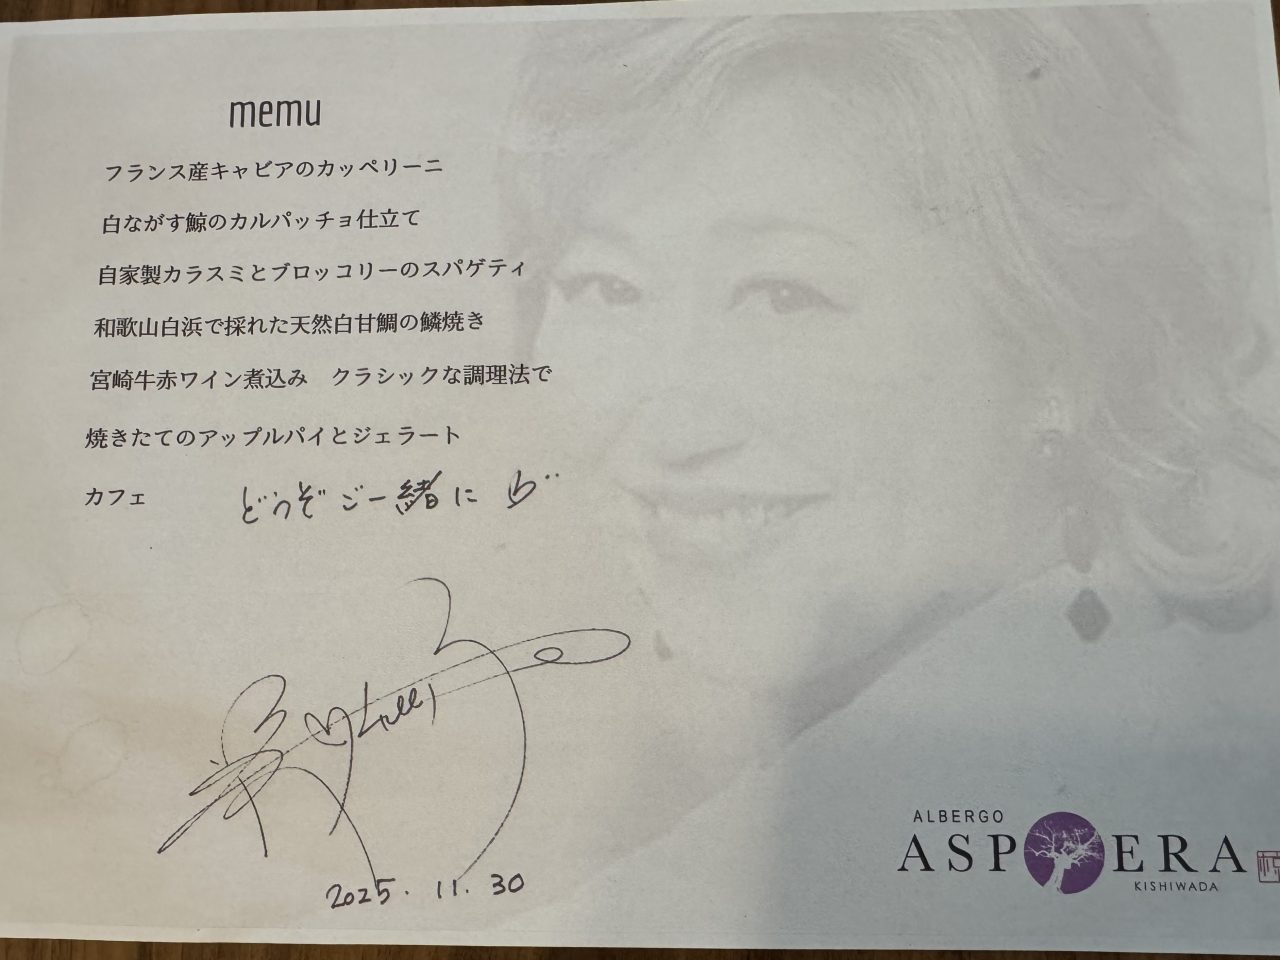 memu
フランス産キャビアのカッペリーニ
白ながす鯨のカルパッチョ仕立て
自家製カラスミとブロッコリーのスパゲティ
和歌山白浜で採れた天然白甘鯛の鱗焼き
宮崎牛赤ワイン煮込み　クラシックな調理法で
焼きたてのアップルパイとジェラート
カフェ
どうぞご一緒に
2025.11.30
ALBERGO
ASPERA
KISHIWADA